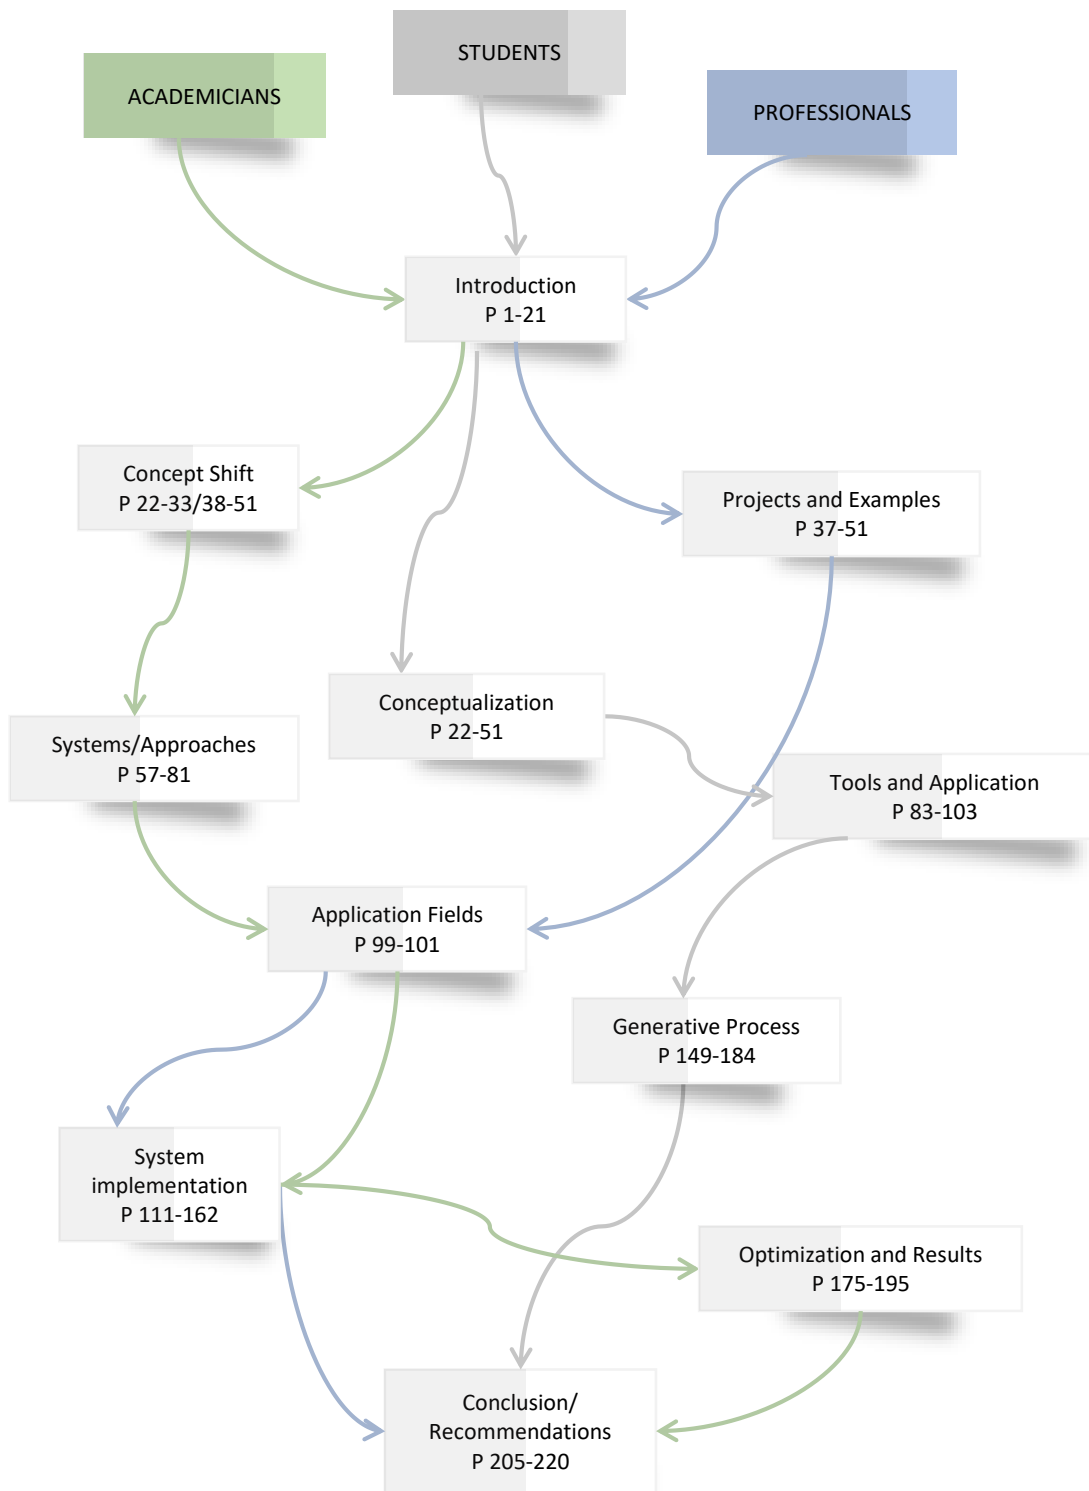 STUDENTS
ACADEMICIANS
PROFESSIONALS
Introduction
P 1-21
Concept Shift
P 22-33/38-51
Projects and Examples
P 37-51
Conceptualization
P 22-51
Systems/Approaches
P 57-81
Tools and Application
P 83-103
Application Fields
P 99-101
Generative Process
P 149-184
System
implementation
P 111-162
Optimization and Results
P 175-195
Conclusion/
Recommendations
P 205-220